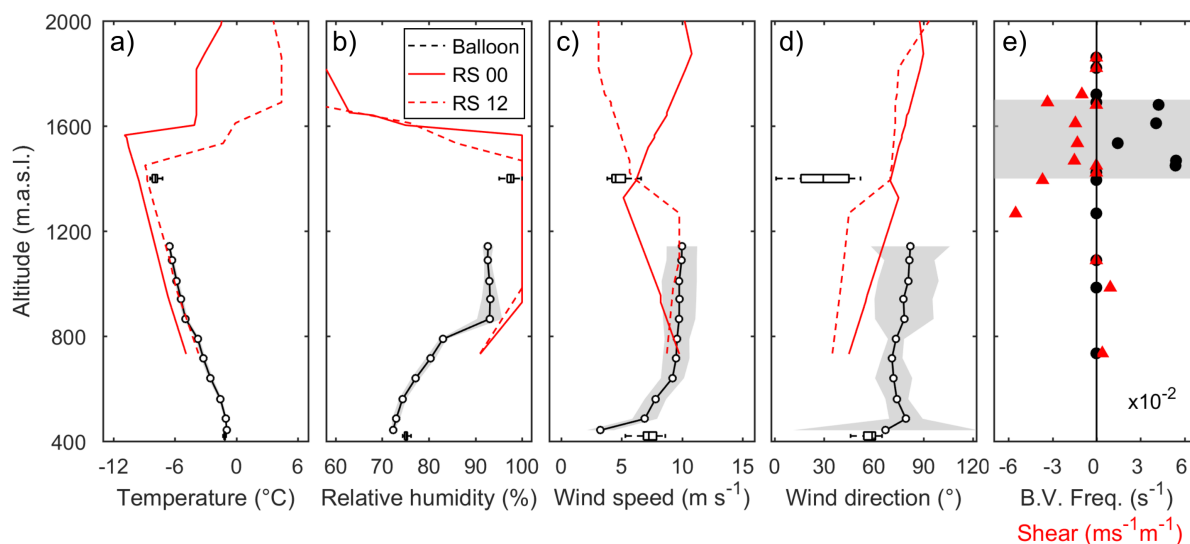 a)
b)
c)
d)
e)
Balloon
RS 00
RS 12
Altitude (m.a.s.l.)
2000
1600
1200
800
400
-12 -6 0 6
Temperature (°C)
60 70 80 90 100
Relative humidity (%)
0 5 10 15
Wind speed (m s⁻¹)
0 30 60 90 120
Wind direction (°)
x10⁻²
-6 -3 0 3 6
B.V. Freq. (s⁻¹)
Shear (ms⁻¹m⁻¹)